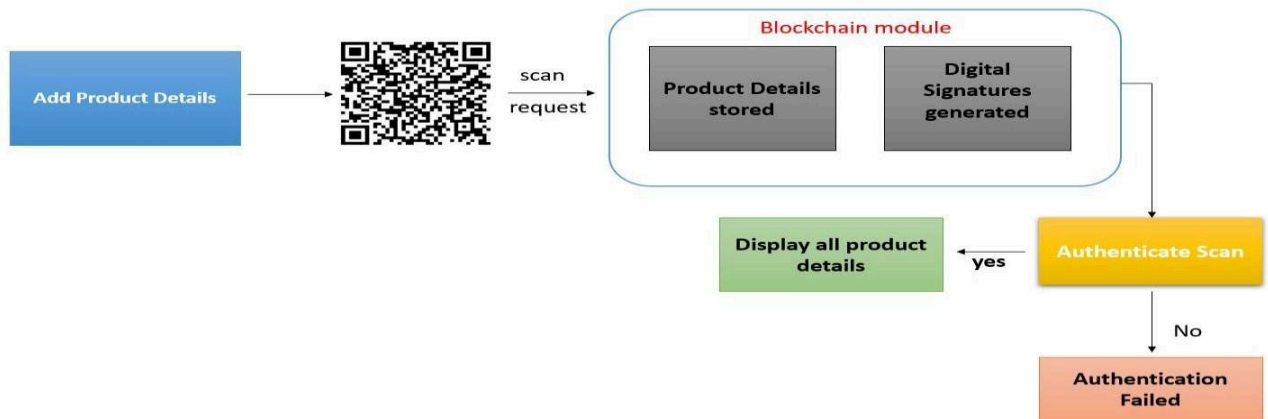 Blockchain module
Add Product Details
scan
request
Product Details
stored
Digital
Signatures
generated
Display all product
details
yes
Authenticate Scan
No
Authentication
Failed